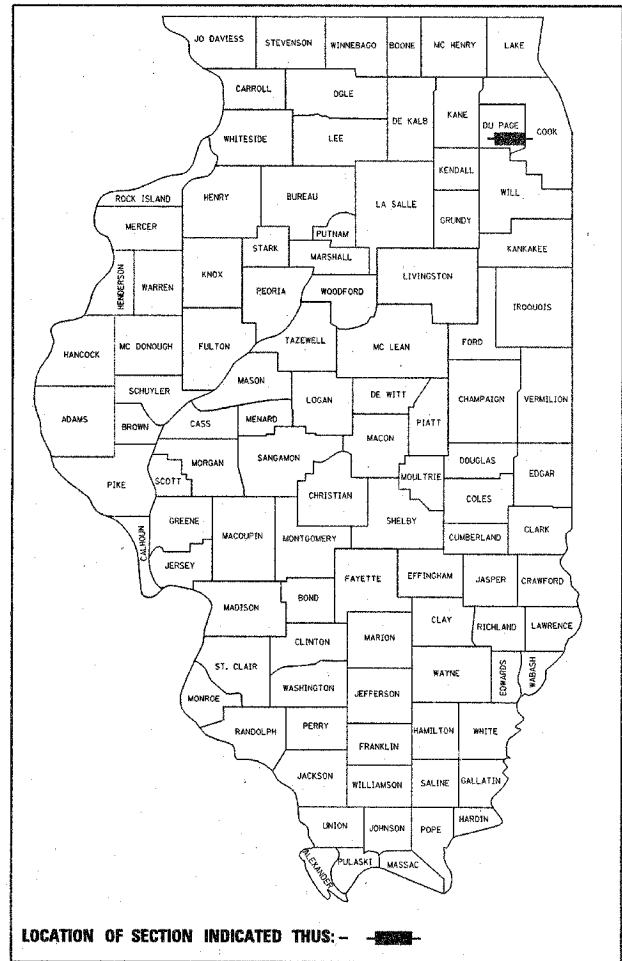 JO DAVIESS
STEVENSON
WINNEBAGO
BOONE
MC HENRY
LAKE
CARROLL
OGLE
DE KALB
KANE
DU PAGE
COOK
WHITESIDE
LEE
KENDALL
WILL
ROCK ISLAND
HENRY
BUREAU
LA SALLE
GRUNDY
MERCER
PUTNAM
STARK
MARSHALL
KANKAKEE
HENDERSON
WARREN
KNOX
PEORIA
WOODFORD
LIVINGSTON
IROQUOIS
HANCOCK
MC DONOUGH
FULTON
TAZEWELL
MC LEAN
FORD
MASON
SCHUYLER
LOGAN
DE WITT
CHAMPAIGN
VERMILION
ADAMS
BROWN
CASS
MENARD
PIATT
MACON
SANGAMON
MORGAN
DOUGLAS
EDGAR
PIKE
SCOTT
MOULTRIE
CHRISTIAN
COLES
GREENE
SHELBY
CALHOUN
MACOUPIN
MONTGOMERY
CUMBERLAND
CLARK
JERSEY
FAYETTE
EFFINGHAM
JASPER
CRAWFORD
MADISON
BOND
CLAY
RICHLAND
LAWRENCE
CLINTON
MARION
ST. CLAIR
WAYNE
EDWARDS
WABASH
WASHINGTON
JEFFERSON
MONROE
RANDOLPH
PERRY
HAMILTON
WHITE
FRANKLIN
JACKSON
WILLIAMSON
SALINE
GALLATIN
HARDIN
UNION
JOHNSON
POPE
ALEXANDER
PULASKI
MASSAC
LOCATION OF SECTION INDICATED THUS: -